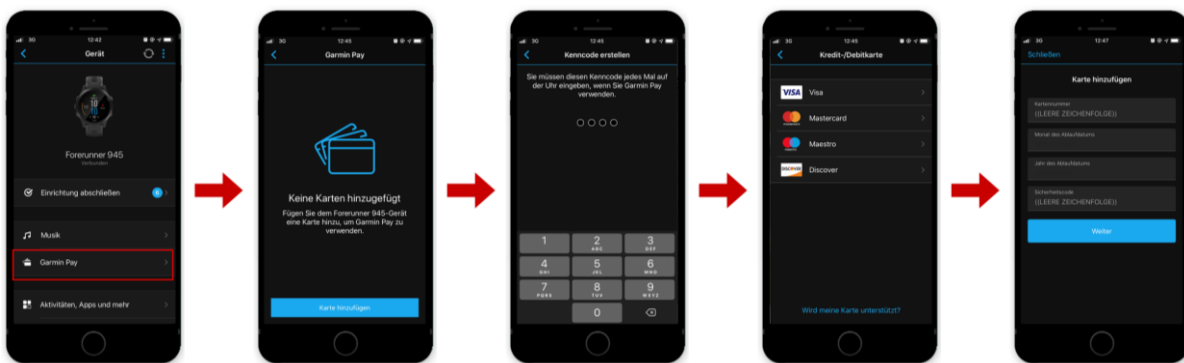 3G 12:42
Gerät
Forerunner 945
Verbunden
Einrichtung abschließen 6
Musik
Garmin Pay
Aktivitäten, Apps und mehr
3G 12:45
Garmin Pay
Keine Karten hinzugefügt
Fügen Sie dem Forerunner 945-Gerät
eine Karte hinzu, um Garmin Pay zu
verwenden.
Karte hinzufügen
3G 12:45
Kenncode erstellen
Sie müssen diesen Kenncode jedes Mal auf
der Uhr eingeben, wenn Sie Garmin Pay
verwenden.
1 2 3
ABC DEF
4 5 6
GHI JKL MNO
7 8 9
PQRS TUV WXYZ
0
3G 12:45
Kredit-/Debitkarte
VISA Visa
Mastercard
Maestro
DISCOVER Discover
Wird meine Karte unterstützt?
3G 12:47
Schließen
Karte hinzufügen
Kartennummer
((LEERE ZEICHENFOLGE))
Monat des Ablaufdatums
Jahr des Ablaufdatums
Sicherheitscode
((LEERE ZEICHENFOLGE))
Weiter